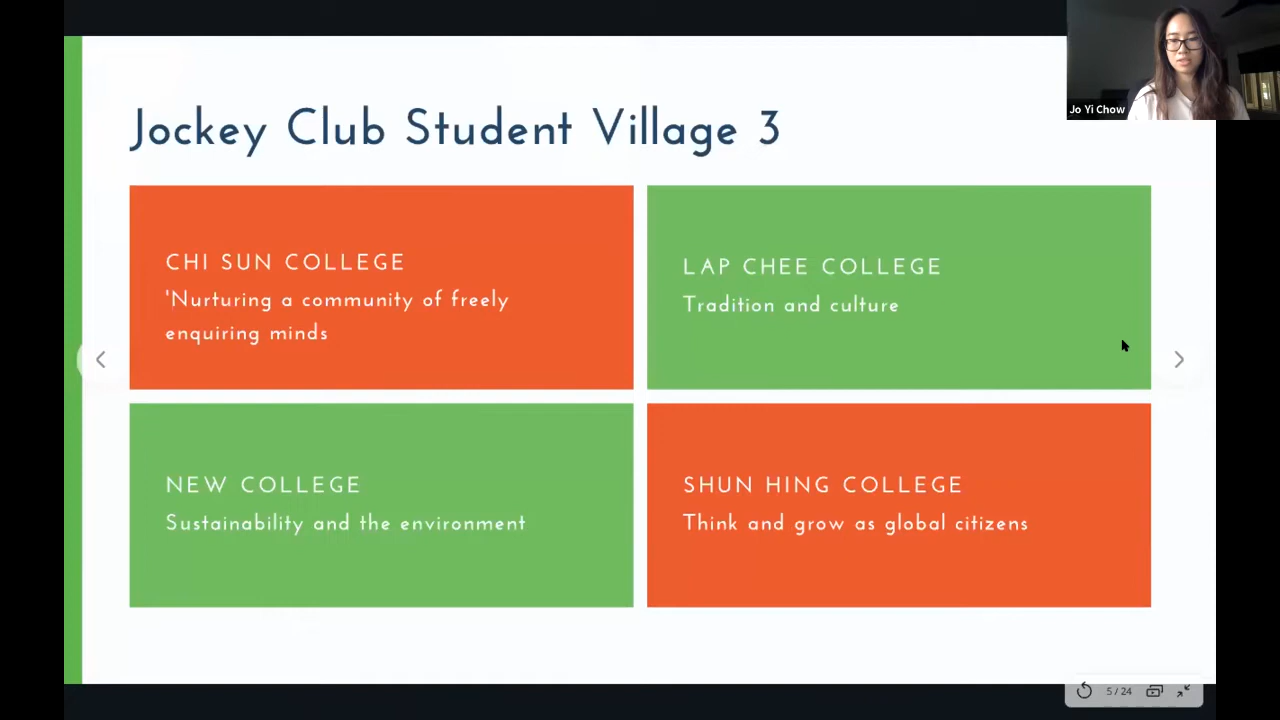 Jo Yi Chow
Jockey Club Student Village 3
CHI SUN COLLEGE
'Nurturing a community of freely
enquiring minds
LAP CHEE COLLEGE
Tradition and culture
NEW COLLEGE
Sustainability and the environment
SHUN HING COLLEGE
Think and grow as global citizens
5 / 24